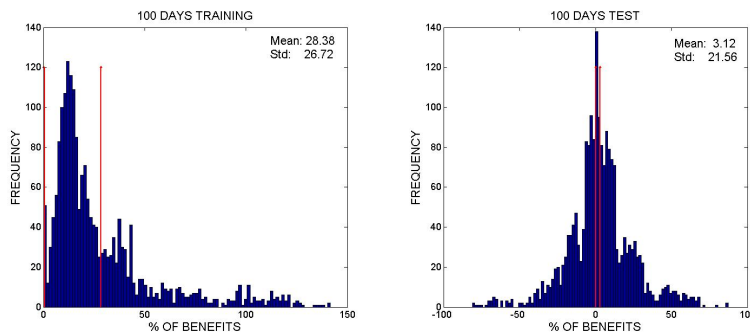 100 DAYS TRAINING
Mean: 28.38
Std: 26.72
FREQUENCY
140
120
100
80
60
40
20
0
0
50
100
150
% OF BENEFITS
100 DAYS TEST
Mean: 3.12
Std: 21.56
FREQUENCY
140
120
100
80
60
40
20
0
-100
-50
0
50
10
% OF BENEFITS